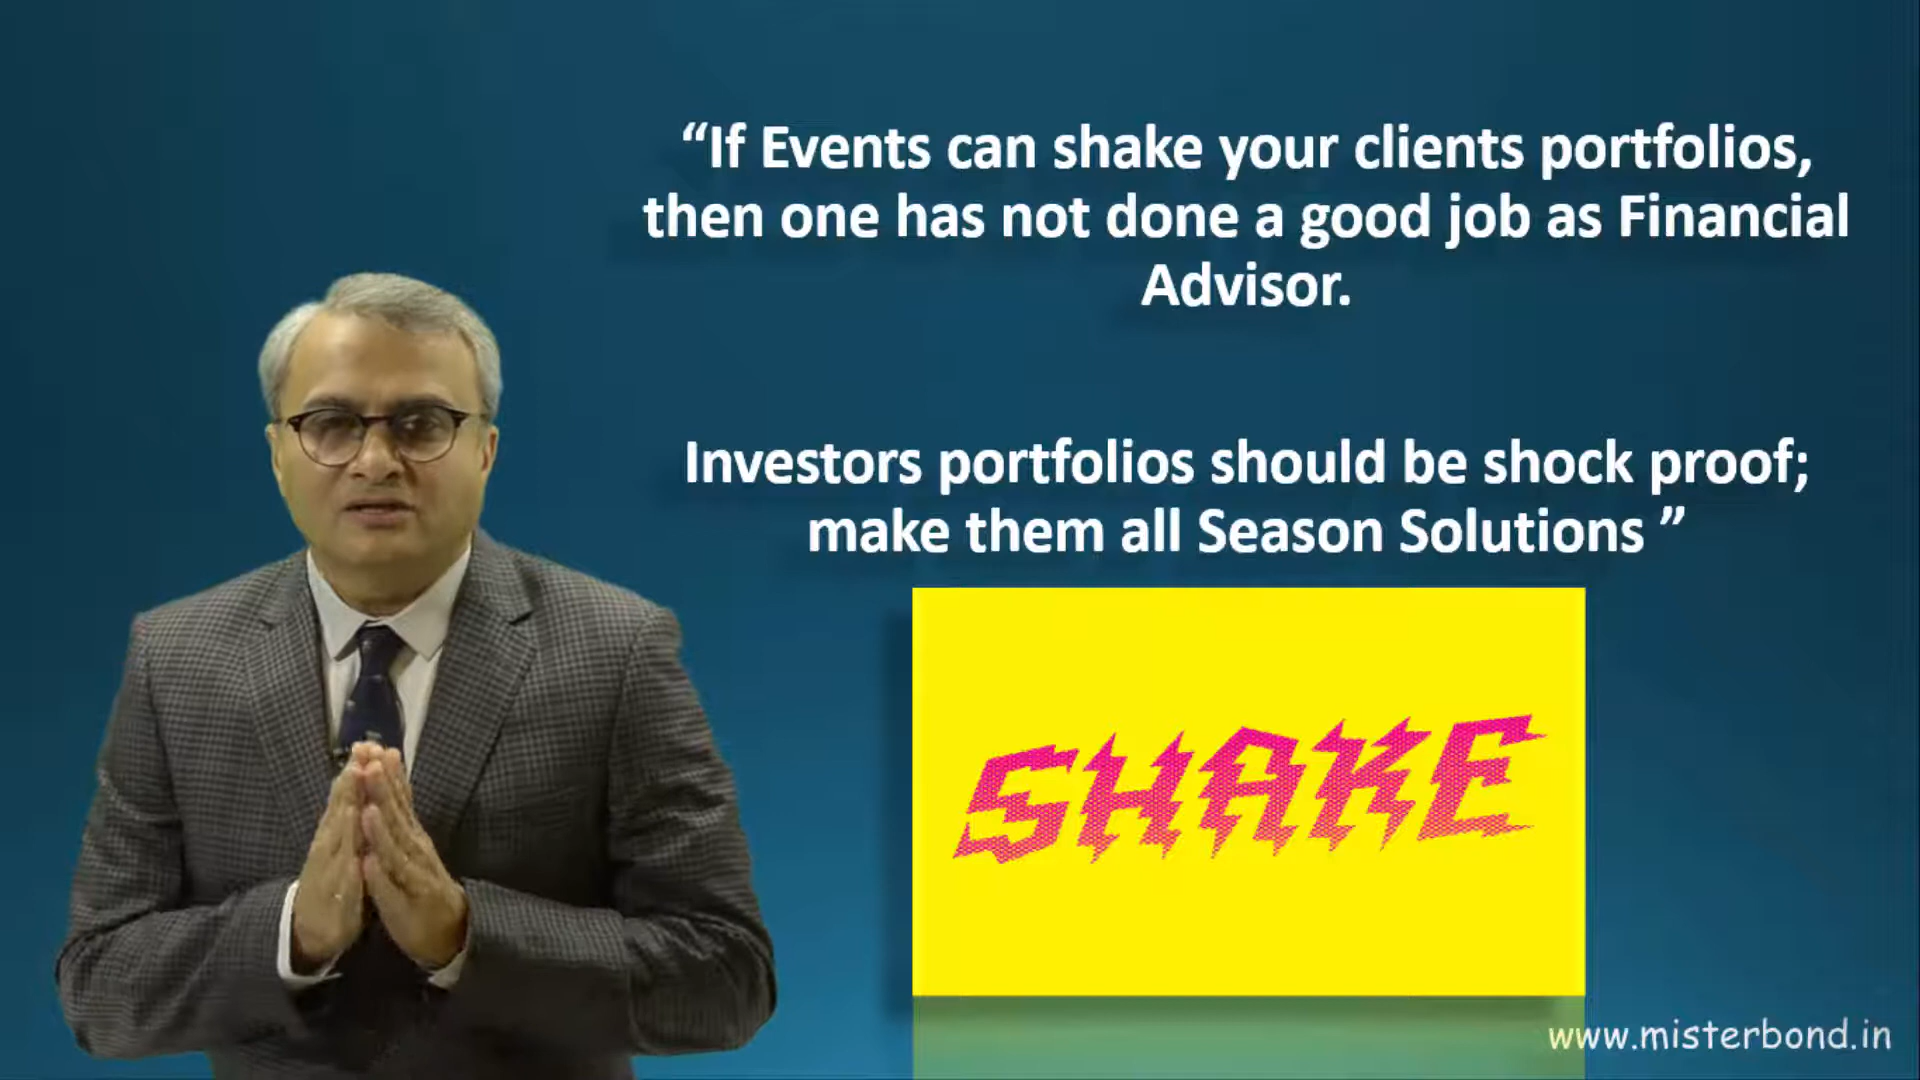 “If Events can shake your clients portfolios,
then one has not done a good job as Financial
Advisor.
Investors portfolios should be shock proof;
make them all Season Solutions ”
SHAKE
www.misterbond.in